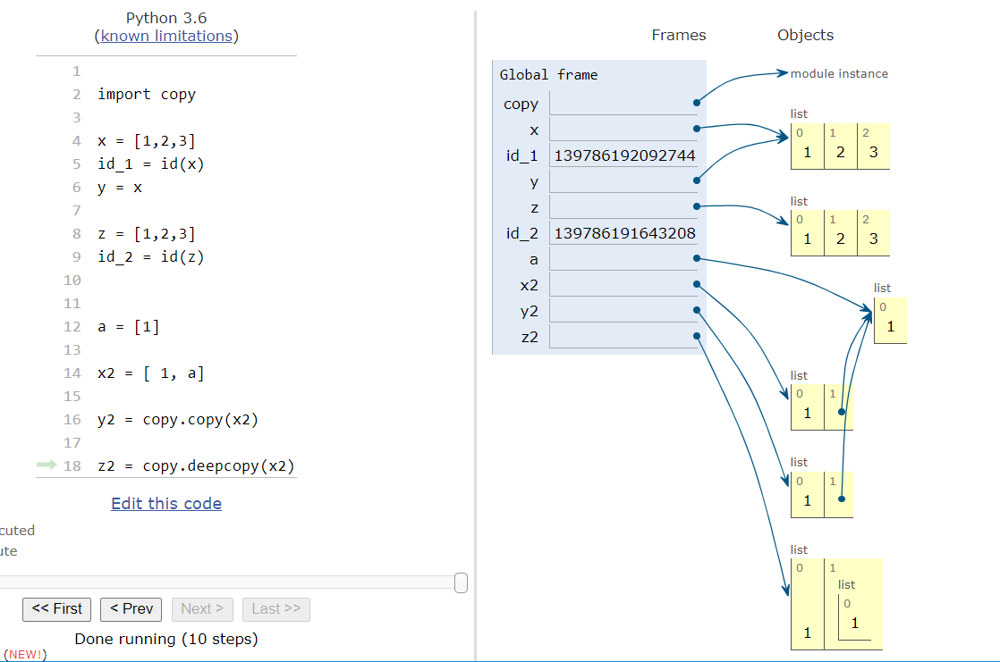 Python 3.6
(known limitations)
1
2 import copy
3
4 x = [1,2,3]
5 id_1 = id(x)
6 y = x
7
8 z = [1,2,3]
9 id_2 = id(z)
10
11
12 a = [1]
13
14 x2 = [ 1, a]
15
16 y2 = copy.copy(x2)
17
18 z2 = copy.deepcopy(x2)
Edit this code
cuted
ute
<< First < Prev Next > Last >>
Done running (10 steps)
(NEW!)
Frames Objects
Global frame
copy
x
id_1 139786192092744
y
z
id_2 139786191643208
a
x2
y2
z2
module instance
list
0 1 2
1 2 3
list
0 1 2
1 2 3
list
0
1
list
0 1
1
list
0 1
1
list
0 1
list
0
1
1